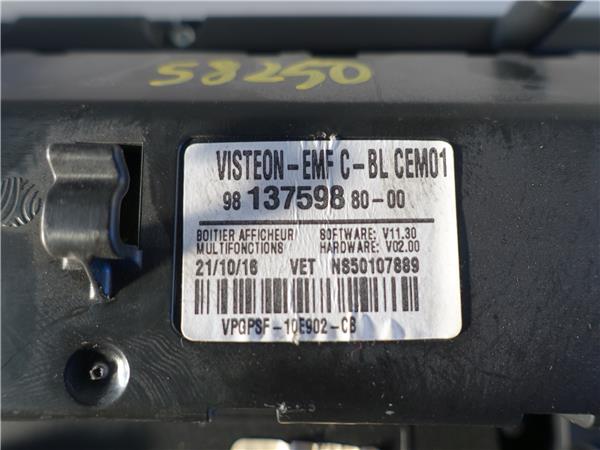 58250
VISTEON-EMF C-BL CEM01
98 137598 80-00
BOITIER AFFICHEUR SOFTWARE: V11.30
MULTIFONCTIONS HARDWARE: V02.00
21/10/16 VET NS50107889
VPGPSF-10E902-CB